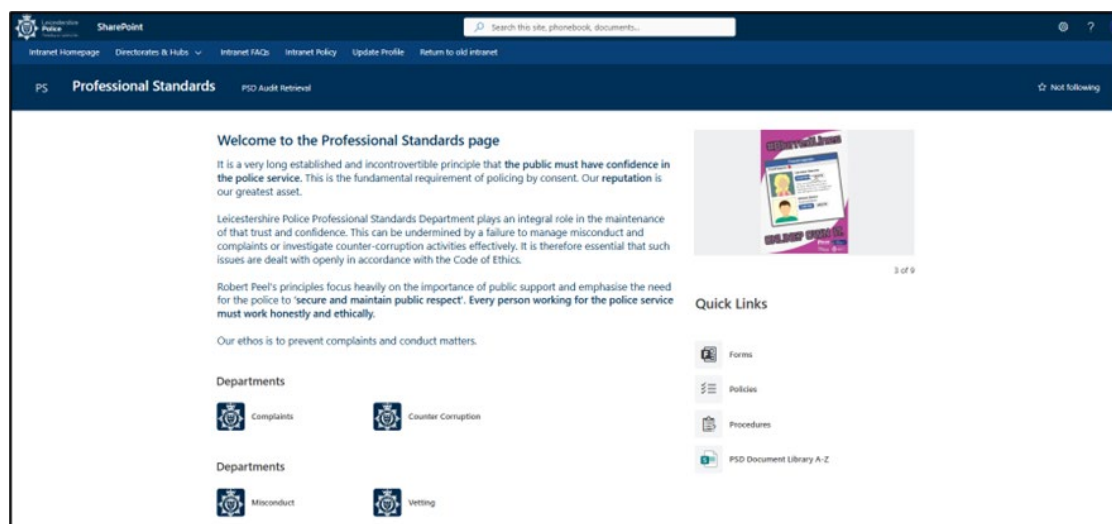 Leicestershire
Police
SharePoint
Search this site, phonebook, documents...
?
Intranet Homepage
Directorates & Hubs
Intranet FAQs
Intranet Policy
Update Profile
Return to old intranet
PS
Professional Standards
PSD Audit Retrieval
Not following
Welcome to the Professional Standards page
It is a very long established and incontrovertible principle that the public must have confidence in
the police service. This is the fundamental requirement of policing by consent. Our reputation is
our greatest asset.
Leicestershire Police Professional Standards Department plays an integral role in the maintenance
of that trust and confidence. This can be undermined by a failure to manage misconduct and
complaints or investigate counter-corruption activities effectively. It is therefore essential that such
issues are dealt with openly in accordance with the Code of Ethics.
Robert Peel's principles focus heavily on the importance of public support and emphasise the need
for the police to 'secure and maintain public respect'. Every person working for the police service
must work honestly and ethically.
Our ethos is to prevent complaints and conduct matters.
Departments
Complaints
Counter Corruption
Departments
Misconduct
Vetting
#BlurredLines
3 of 9
Quick Links
Forms
Policies
Procedures
PSD Document Library A-Z